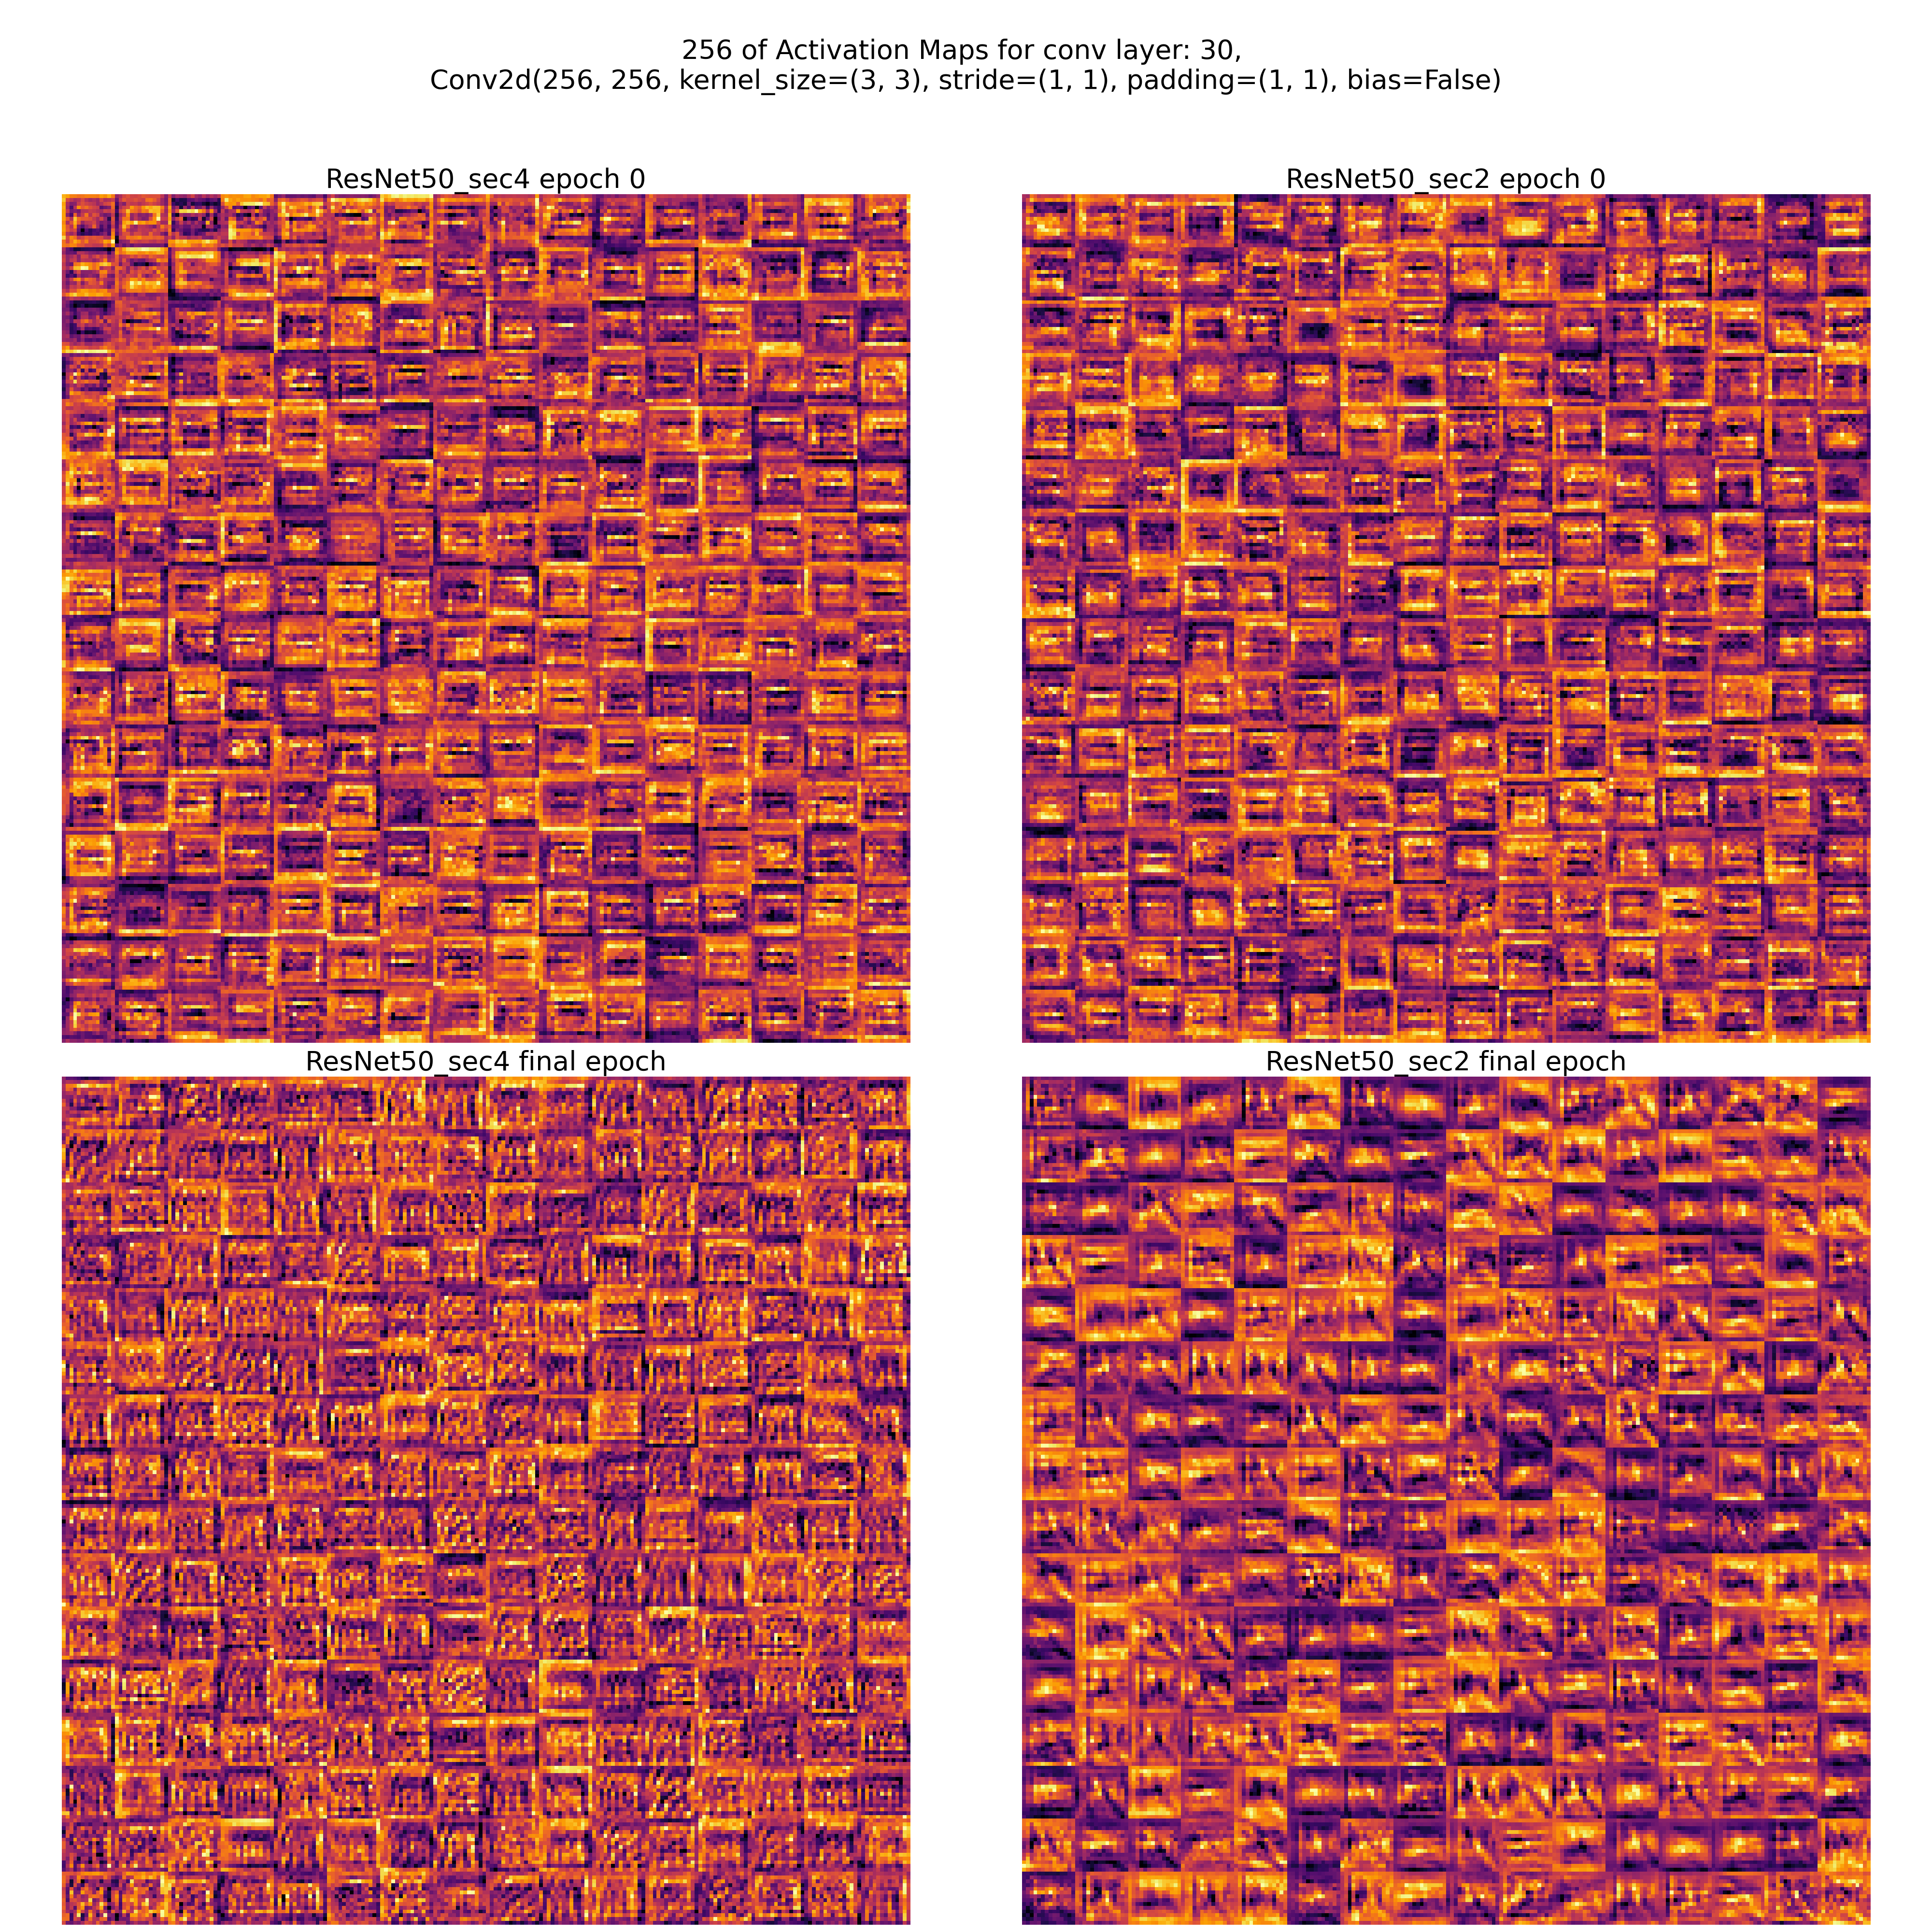 256 of Activation Maps for conv layer: 30,
Conv2d(256, 256, kernel_size=(3, 3), stride=(1, 1), padding=(1, 1), bias=False)
ResNet50_sec4 epoch 0
ResNet50_sec2 epoch 0
ResNet50_sec4 final epoch
ResNet50_sec2 final epoch